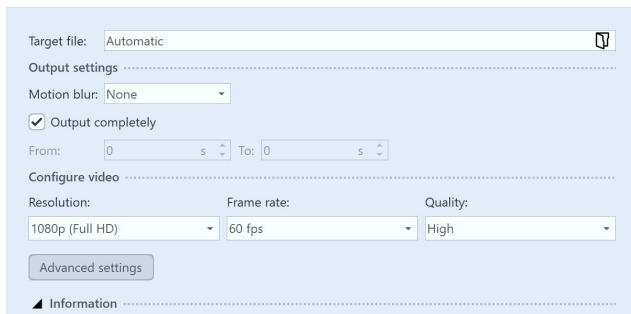 Target file: Automatic
Output settings
Motion blur: None
Output completely
From: 0 s To: 0 s
Configure video
Resolution: Frame rate: Quality:
1080p (Full HD) 60 fps High
Advanced settings
Information